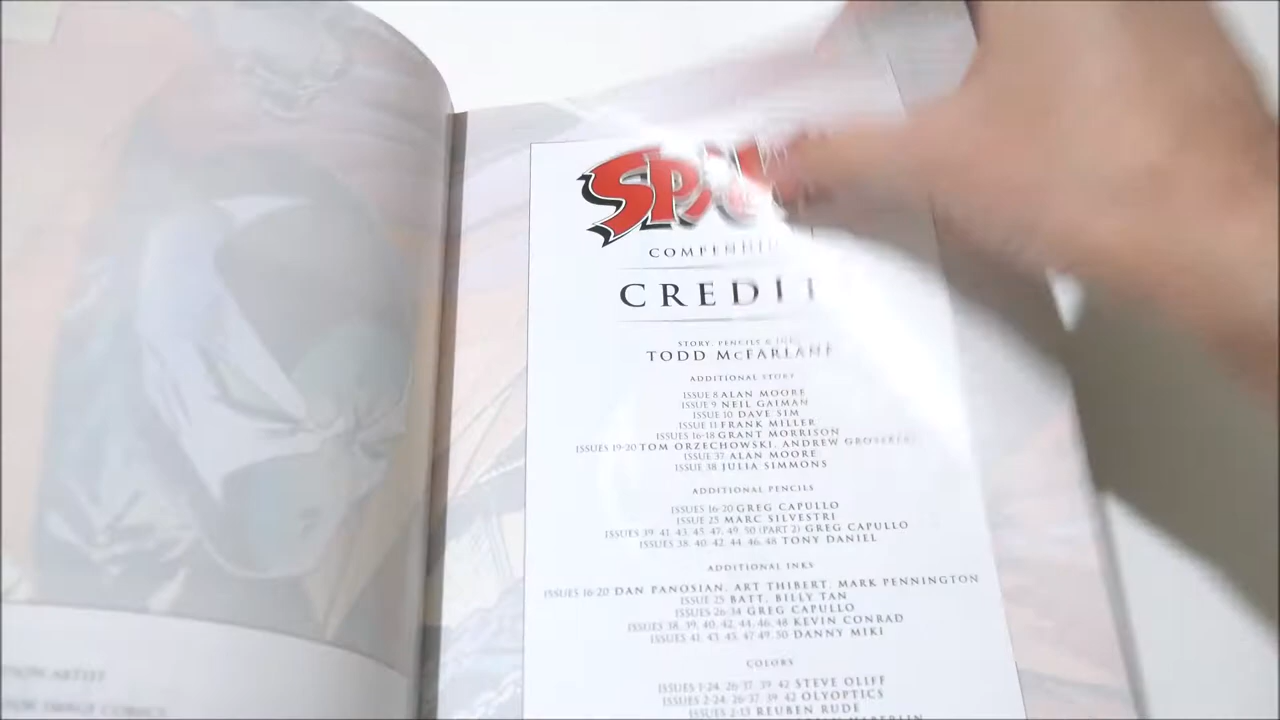 SPA
COMPENDIU
CREDIT
STORY, PENCILS & INK
TODD McFARLANE
ADDITIONAL STORY
ISSUE 8 ALAN MOORE
ISSUE 9 NEIL GAIMAN
ISSUE 10 DAVE SIM
ISSUE 11 FRANK MILLER
ISSUES 16-18 GRANT MORRISON
ISSUES 19-20 TOM ORZECHOWSKI, ANDREW
ISSUE 37 ALAN MOORE
ISSUE 38 JULIA SIMMONS
ADDITIONAL PENCILS
ISSUES 16-20 GREG CAPULLO
ISSUE 25 MARC SILVESTRI
ISSUES 39, 41, 43, 45, 47, 49, 50 (PART 2) GREG CAPULLO
ISSUES 38, 40, 42, 44, 46, 48 TONY DANIEL
ADDITIONAL INKS
ISSUES 16-20 DAN PANOSIAN, ART THIBERT, MARK PENNINGTON
ISSUE 25 BATT, BILLY TAN
ISSUES 26-34 GREG CAPULLO
ISSUES 38, 39, 40, 42, 44, 46, 48 KEVIN CONRAD
ISSUES 41, 43, 45, 47, 49, 50 DANNY MIKI
COLORS
ISSUES 1-24, 26-37, 39, 42 STEVE OLIFF
ISSUES 2-24, 26-37, 39, 42 OLYOPTICS
ISSUES 2-13 REUBEN RUDE
ARTIST
IMAGE COMICS